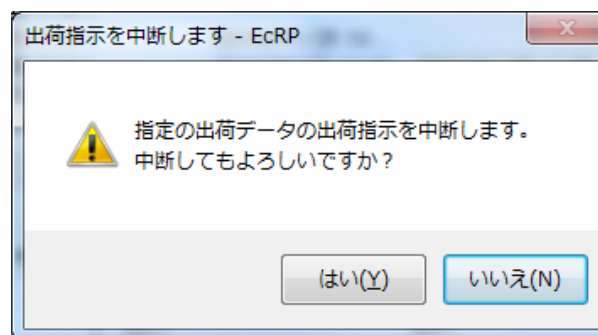 出荷指示を中断します - EcRP
指定の出荷データの出荷指示を中断します。
中断してもよろしいですか？
はい(Y)
いいえ(N)